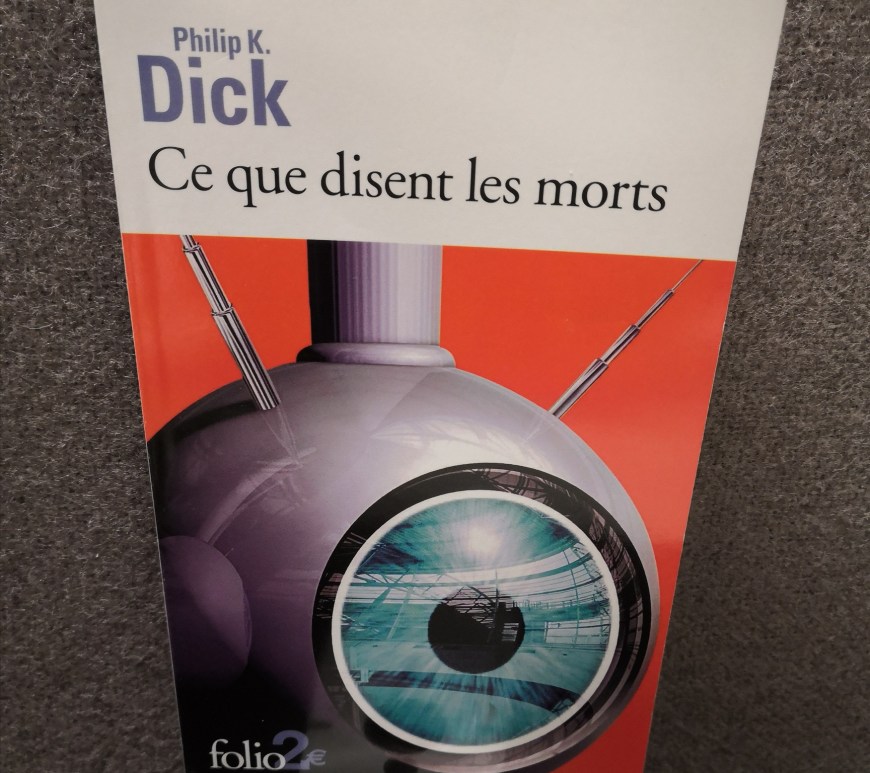 Philip K.
Dick
Ce que disent les morts
folio2€